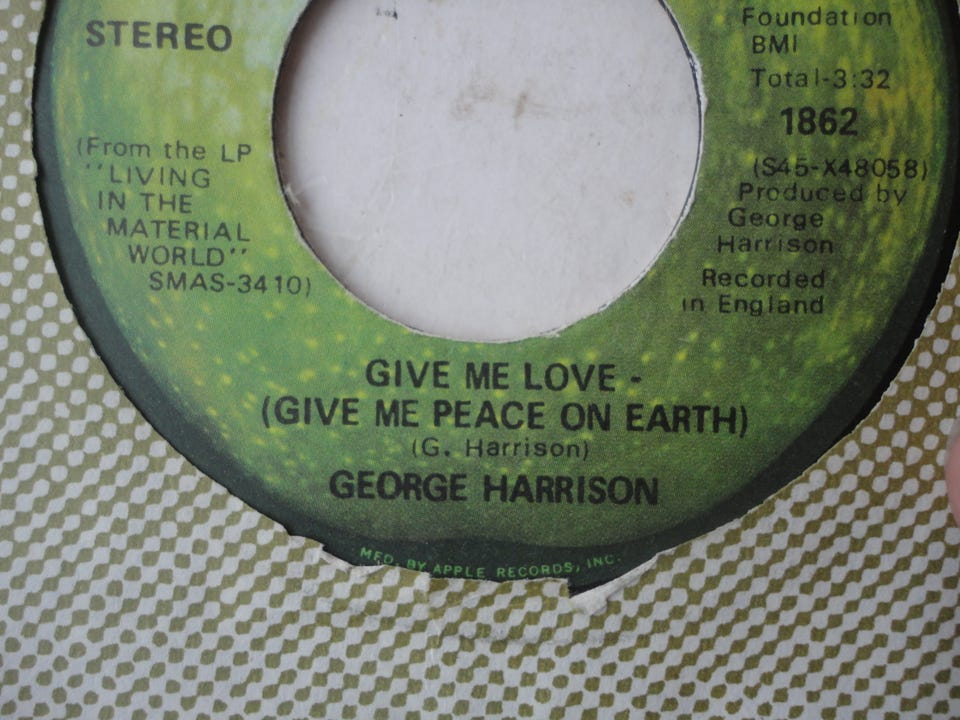 STEREO
(From the LP
"LIVING
IN THE
MATERIAL
WORLD"
SMAS-3410)
Foundation
BMI
Total-3:32
1862
(S45-X48058)
Produced by
George
Harrison
Recorded
in England
GIVE ME LOVE -
(GIVE ME PEACE ON EARTH)
(G. Harrison)
GEORGE HARRISON
MFD. BY APPLE RECORDS, INC.